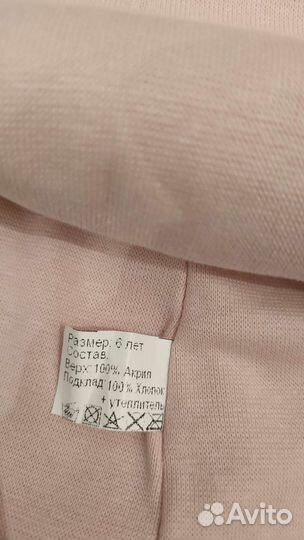 Размер: 6 лет
Состав:
Верх: 100% Акрил
Подклад: 100% Хлопок
+ утеплитель
Avito